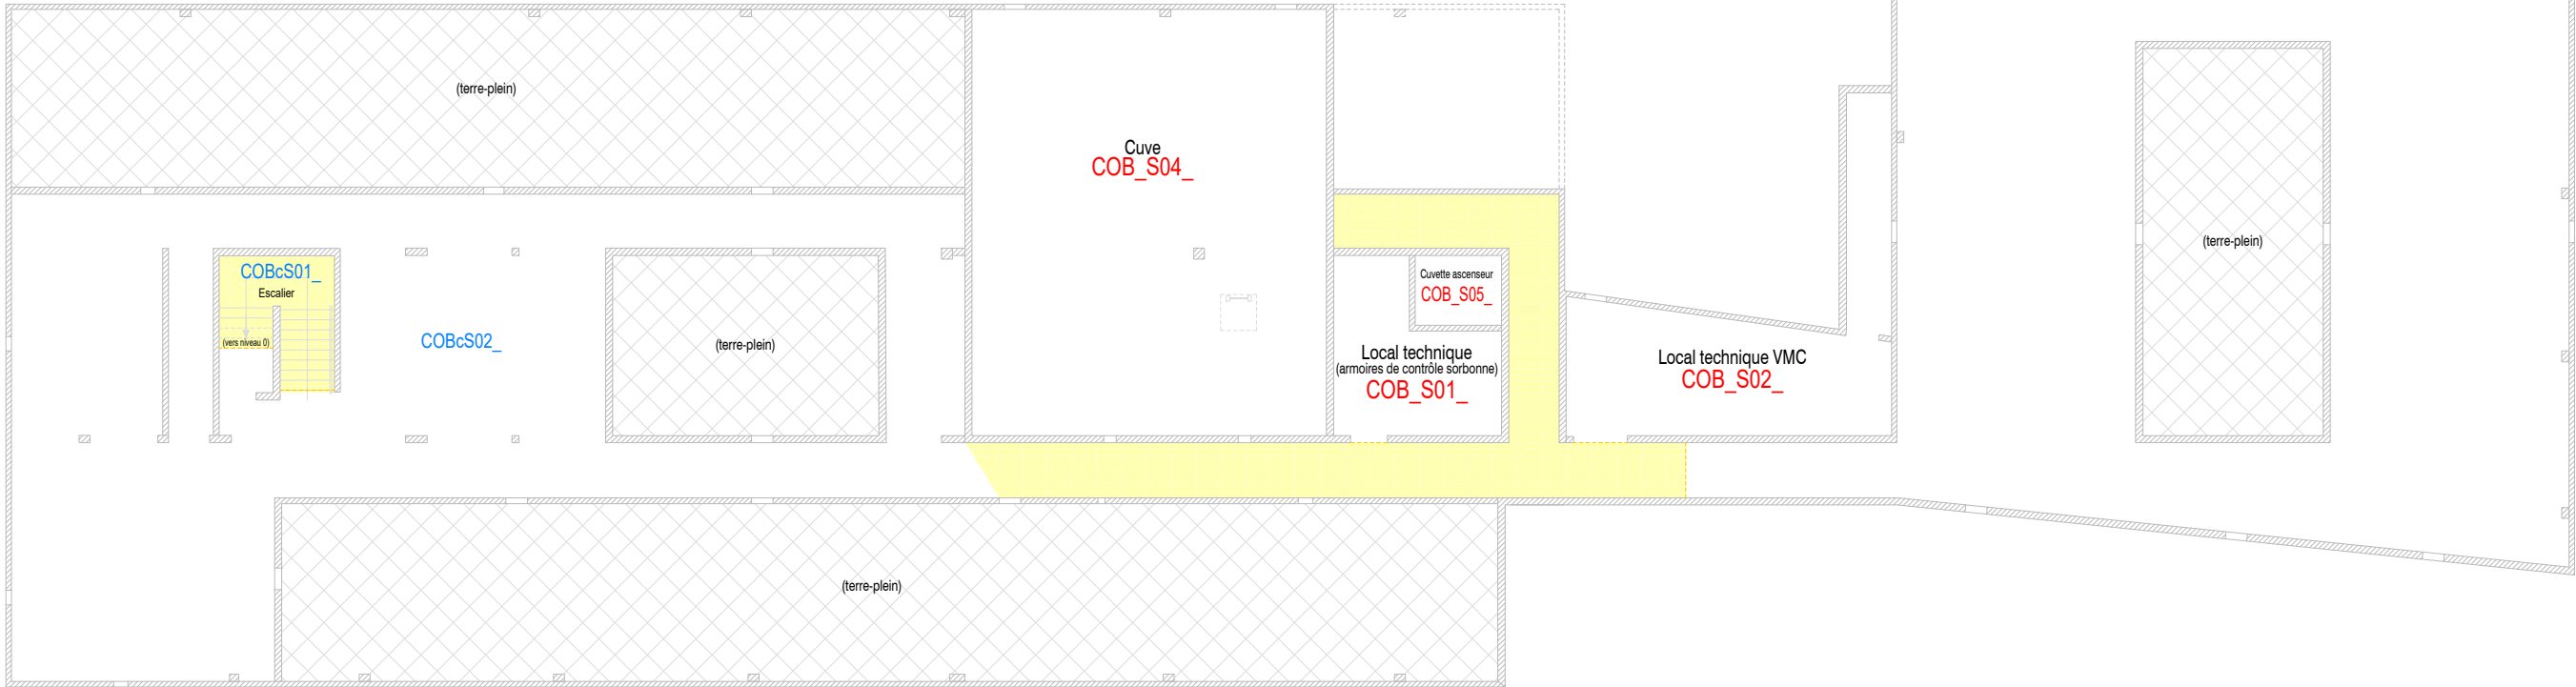 (terre-plein)
Cuve
COB_S04_
(terre-plein)
COBcS01_
Escalier
(vers niveau 0)
COBcS02_
(terre-plein)
Cuvette ascenseur
COB_S05_
Local technique
(armoires de contrôle sorbonne)
COB_S01_
Local technique VMC
COB_S02_
(terre-plein)